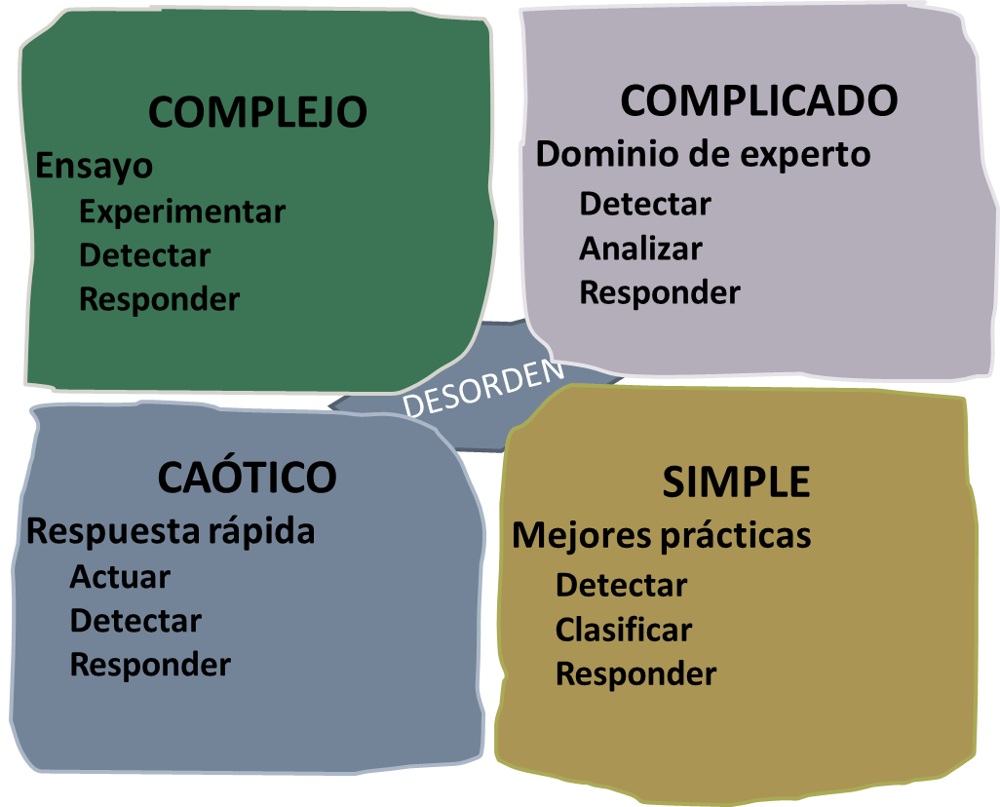 COMPLEJO
Ensayo
Experimentar
Detectar
Responder
COMPLICADO
Dominio de experto
Detectar
Analizar
Responder
DESORDEN
CAÓTICO
Respuesta rápida
Actuar
Detectar
Responder
SIMPLE
Mejores prácticas
Detectar
Clasificar
Responder